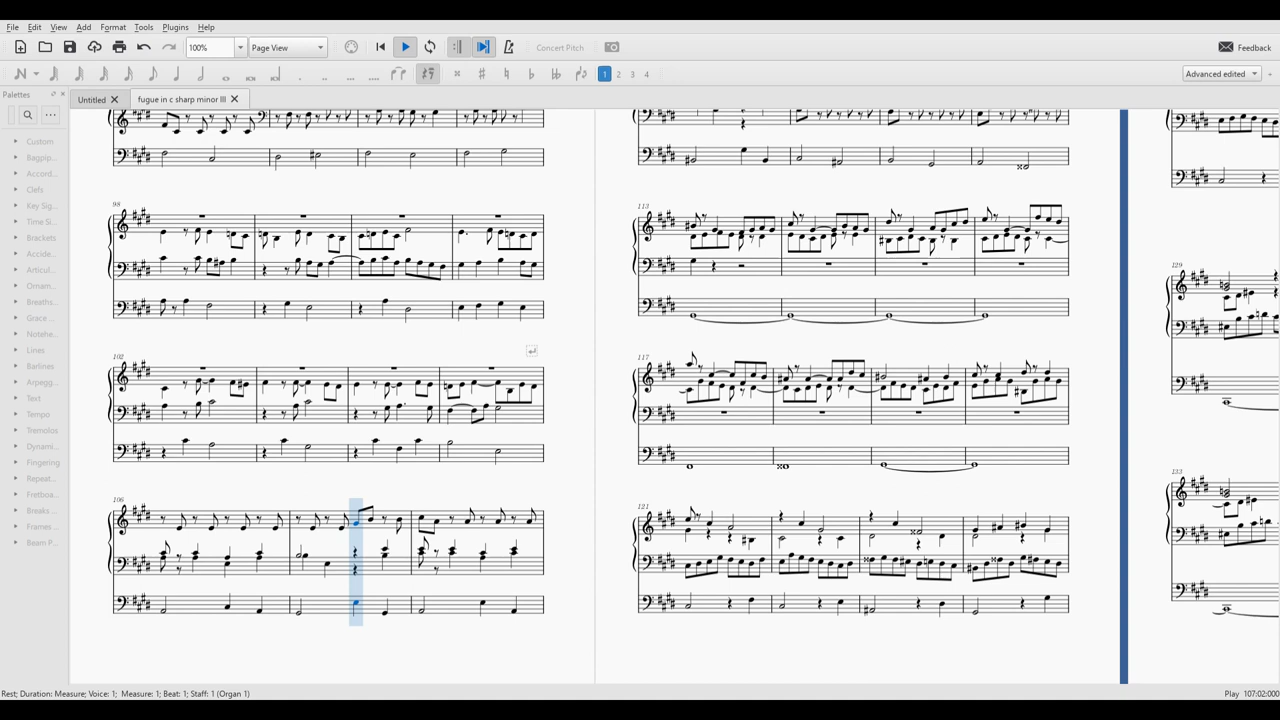 File Edit View Add Format Tools Plugins Help
100% Page View Concert Pitch Feedback
1 2 3 4 Advanced edited
Palettes Untitled fugue in c sharp minor III
...
Custom
Bagpip...
Accord...
Clefs
Key Sig...
Time Si...
Brackets
Accide...
Articul...
Ornam...
Breaths...
Grace ...
Notehe...
Lines
Barlines
Arpegg...
Text
Tempo
Tremolos
Dynami...
Fingering
Repeat...
Fretboa...
Breaks ...
Frames ...
Beam P...
98
102
106
113
117
121
129
133
Rest; Duration: Measure; Voice: 1; Measure: 1; Beat: 1; Staff: 1 (Organ 1) Play 107:02:000